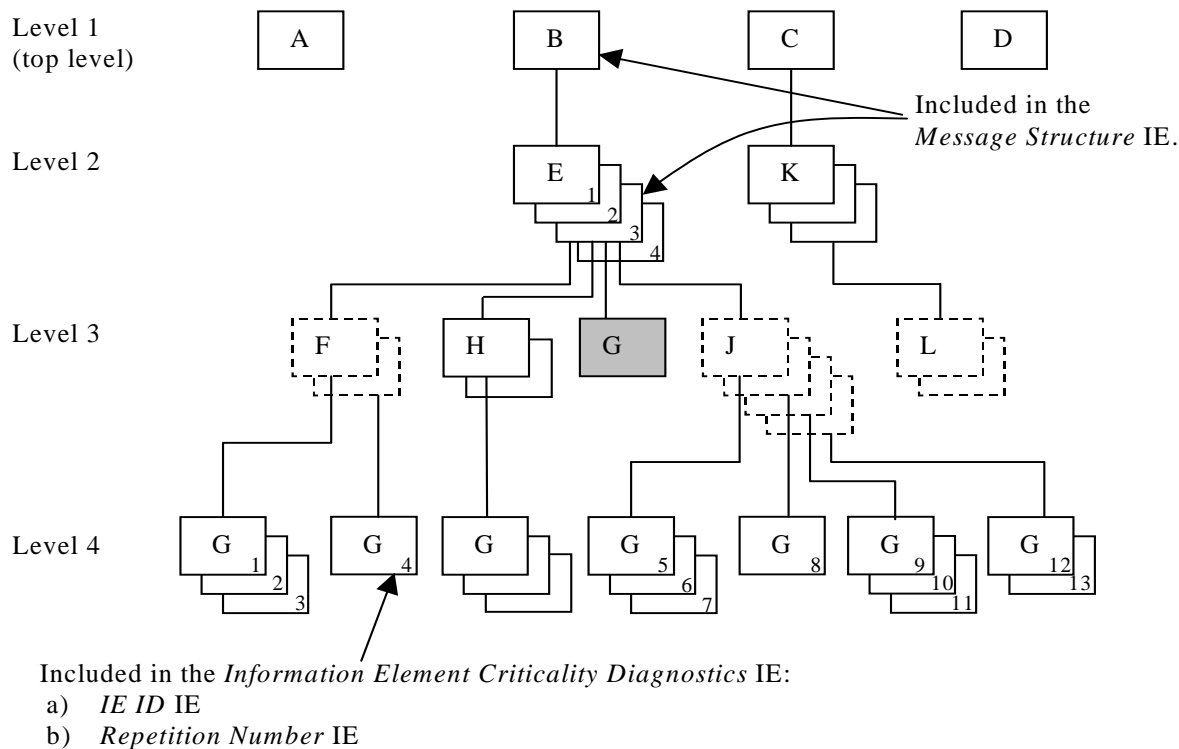 Level 1
(top level)
A
B
C
D
Included in the
Message Structure IE.
Level 2
E
1
2
3
4
K
Level 3
F
H
G
J
L
Level 4
G
1
2
3
G
4
G
G
5
6
7
G
8
G
9
10
11
G
12
13
Included in the Information Element Criticality Diagnostics IE:
a) IE ID IE
b) Repetition Number IE